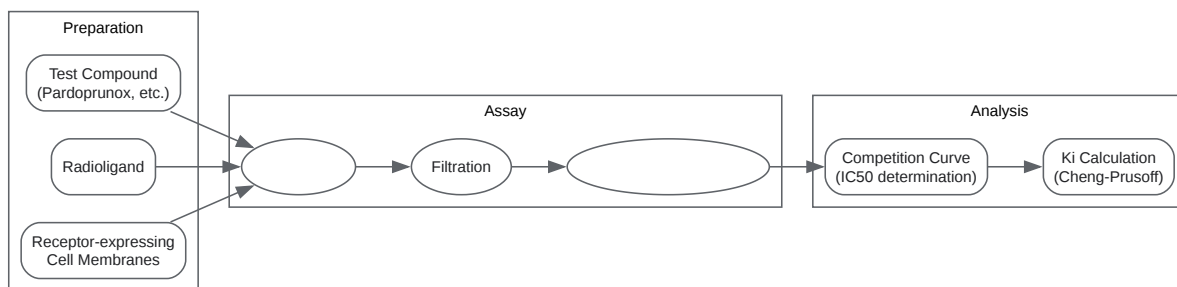 Preparation
Test Compound
(Pardoprunox, etc.)
Radioligand
Receptor-expressing
Cell Membranes
Assay
Filtration
Analysis
Competition Curve
(IC50 determination)
Ki Calculation
(Cheng-Prusoff)